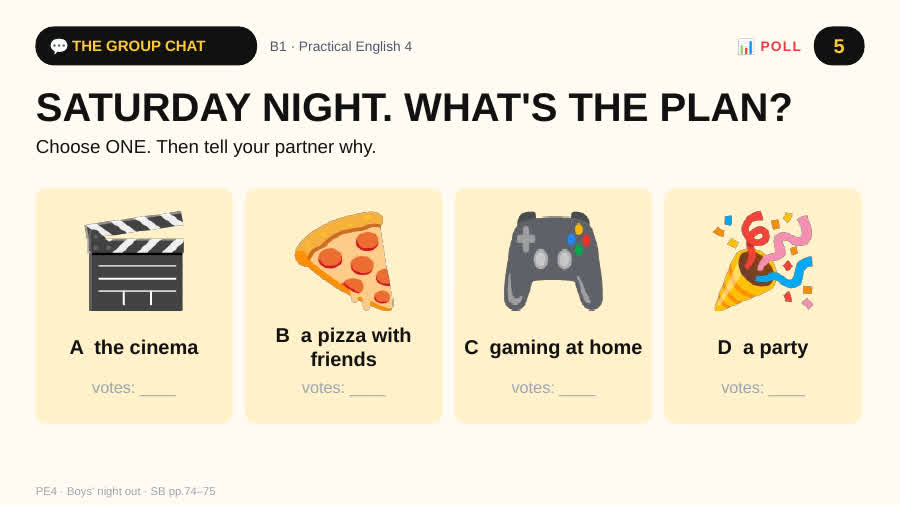 💬 THE GROUP CHAT
B1 · Practical English 4
📊 POLL
5
SATURDAY NIGHT. WHAT'S THE PLAN?
Choose ONE. Then tell your partner why.
A the cinema
votes: ____
B a pizza with
friends
votes: ____
C gaming at home
votes: ____
D a party
votes: ____
PE4 · Boys' night out · SB pp.74–75